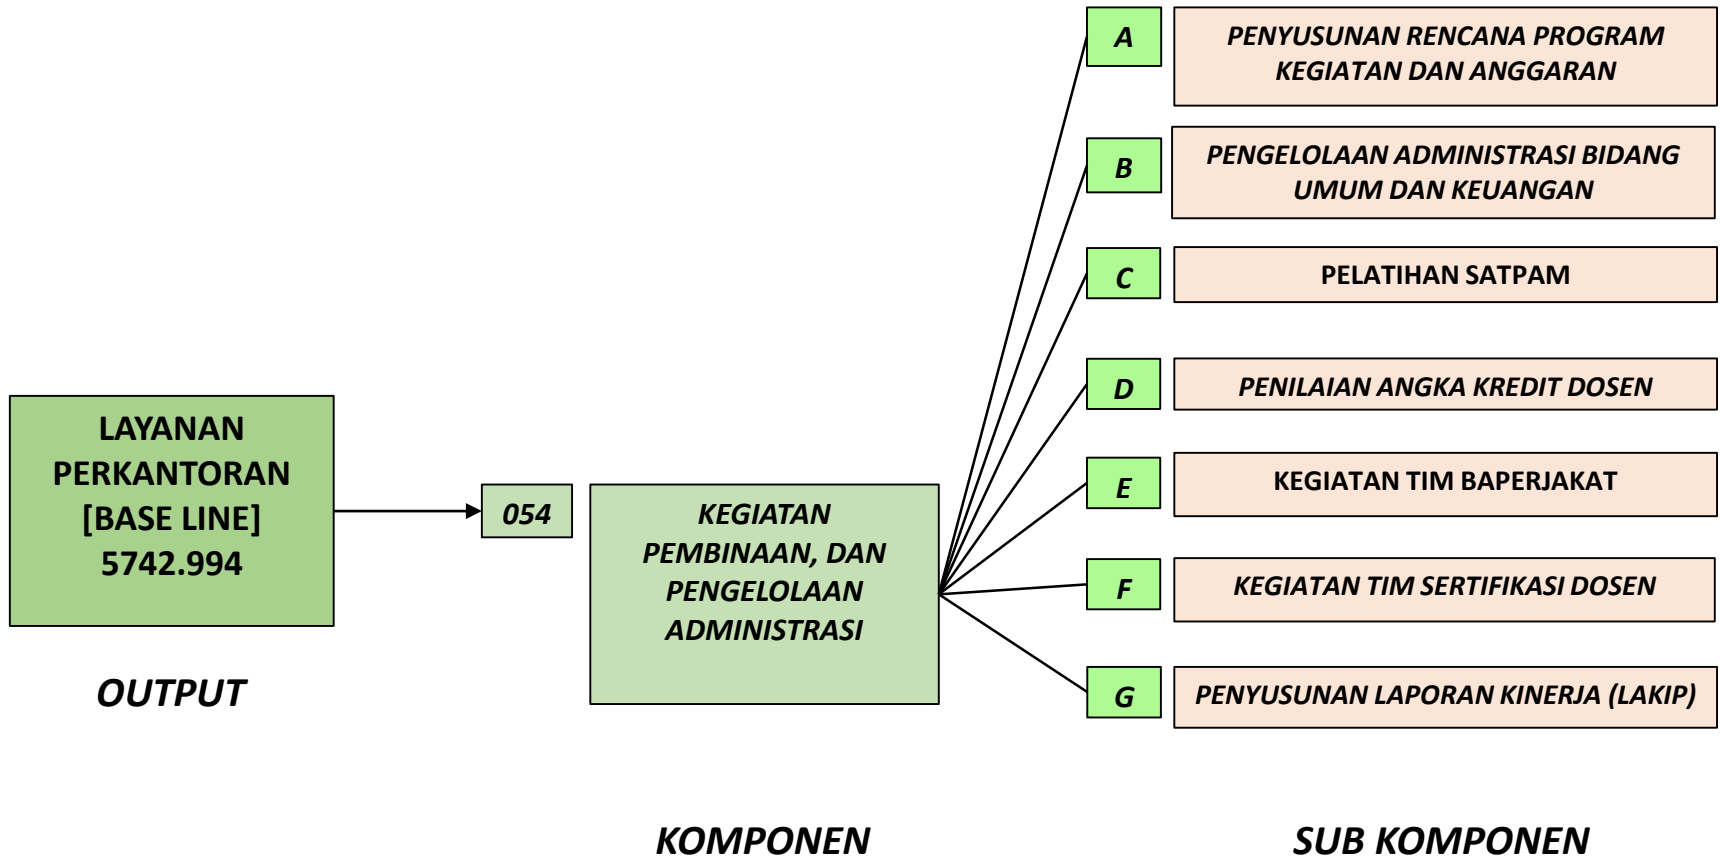 LAYANAN
PERKANTORAN
[BASE LINE]
5742.994
OUTPUT
054
KEGIATAN
PEMBINAAN, DAN
PENGELOLAAN
ADMINISTRASI
KOMPONEN
A
PENYUSUNAN RENCANA PROGRAM
KEGIATAN DAN ANGGARAN
B
PENGELOLAAN ADMINISTRASI BIDANG
UMUM DAN KEUANGAN
C
PELATIHAN SATPAM
D
PENILAIAN ANGKA KREDIT DOSEN
E
KEGIATAN TIM BAPERJAKAT
F
KEGIATAN TIM SERTIFIKASI DOSEN
G
PENYUSUNAN LAPORAN KINERJA (LAKIP)
SUB KOMPONEN